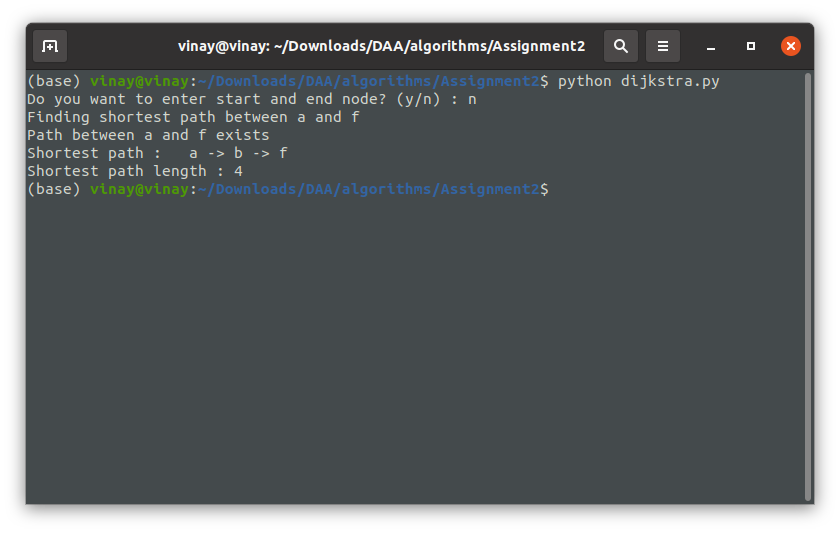 vinay@vinay: ~/Downloads/DAA/algorithms/Assignment2
(base) vinay@vinay:~/Downloads/DAA/algorithms/Assignment2$ python dijkstra.py
Do you want to enter start and end node? (y/n) : n
Finding shortest path between a and f
Path between a and f exists
Shortest path :   a -> b -> f
Shortest path length : 4
(base) vinay@vinay:~/Downloads/DAA/algorithms/Assignment2$